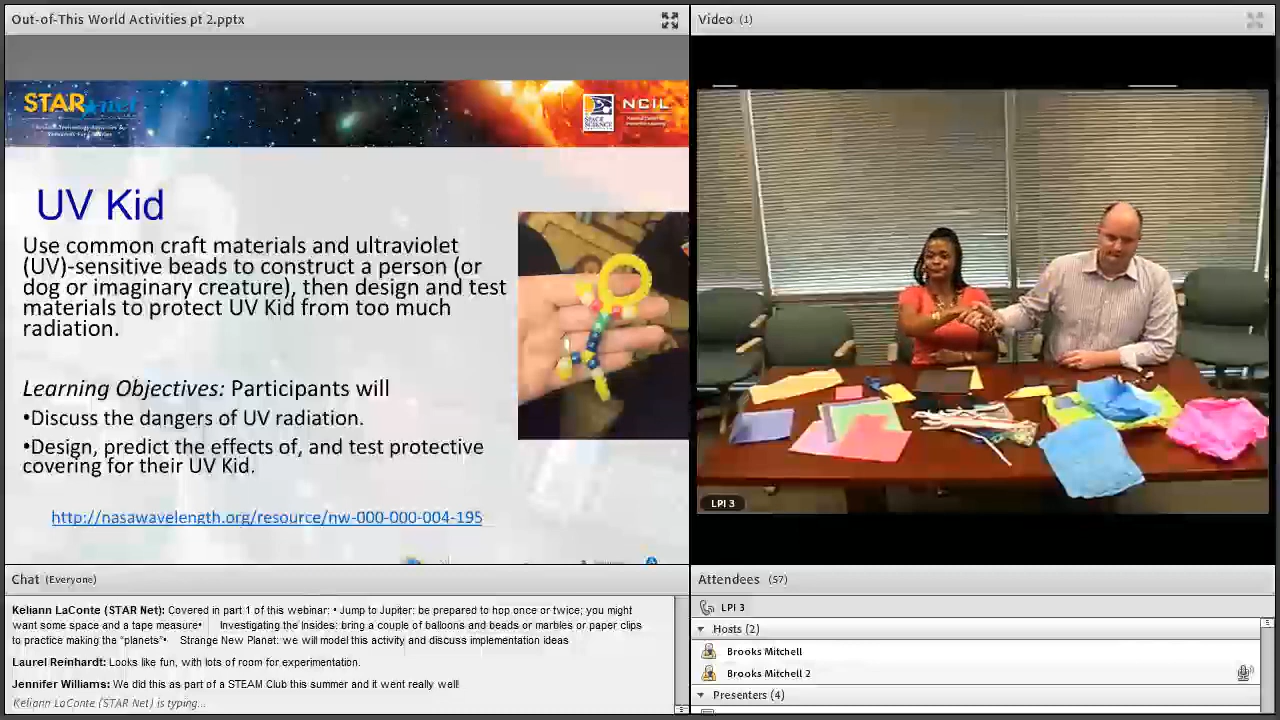 Out-of-This World Activities pt 2.pptx
STAR net
NCIL
SPACE
SCIENCE
UV Kid
Use common craft materials and ultraviolet
(UV)-sensitive beads to construct a person (or
dog or imaginary creature), then design and test
materials to protect UV Kid from too much
radiation.
Learning Objectives: Participants will
•Discuss the dangers of UV radiation.
•Design, predict the effects of, and test protective
covering for their UV Kid.
http://nasawavelength.org/resource/nw-000-000-004-195
Chat (Everyone)
Keliann LaConte (STAR Net): Covered in part 1 of this webinar: • Jump to Jupiter: be prepared to hop once or twice; you might
want some space and a tape measure• Investigating the Insides: bring a couple of balloons and beads or marbles or paper clips
to practice making the "planets"• Strange New Planet: we will model this activity and discuss implementation ideas
Laurel Reinhardt: Looks like fun, with lots of room for experimentation.
Jennifer Williams: We did this as part of a STEAM Club this summer and it went really well!
Keliann LaConte (STAR Net) is typing...
Video (1)
LPI 3
Attendees (57)
LPI 3
Hosts (2)
Brooks Mitchell
Brooks Mitchell 2
Presenters (4)